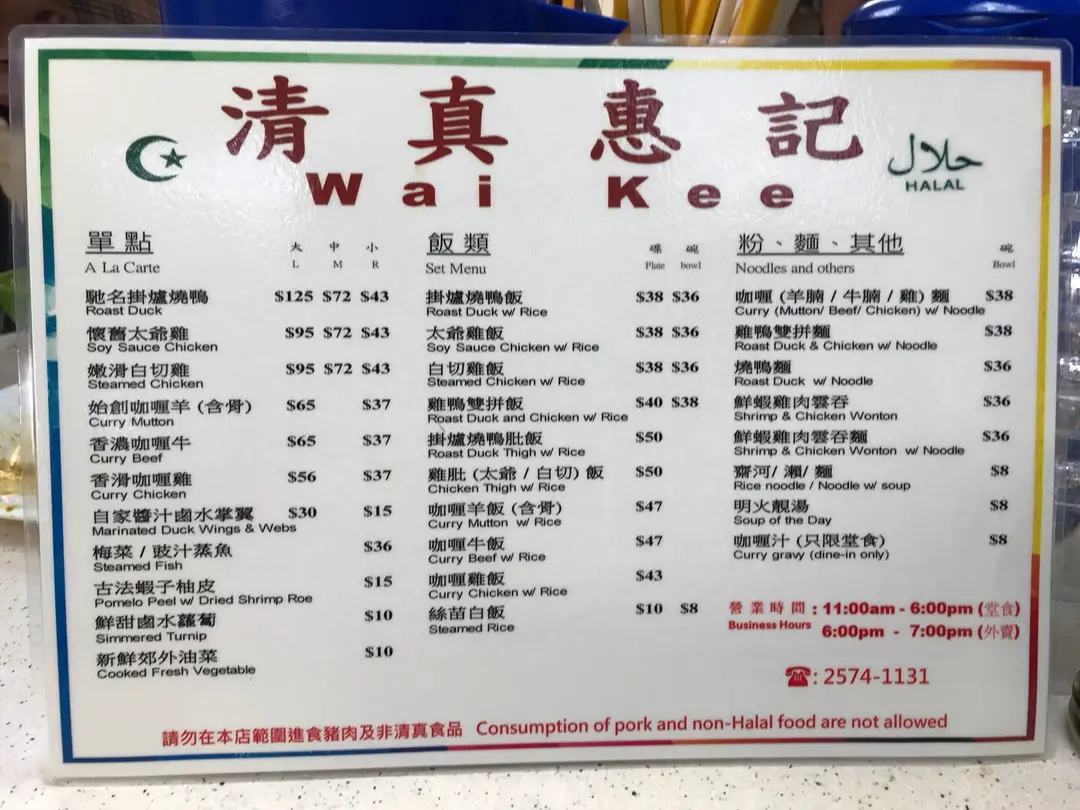 清真惠記
حلال
HALAL
Wai Kee
單點
A La Carte
大 中 小
L M R
馳名掛爐燒鴨 $125 $72 $43
Roast Duck
懷舊太爺雞 $95 $72 $43
Soy Sauce Chicken
嫩滑白切雞 $95 $72 $43
Steamed Chicken
始創咖喱羊 (含骨) $65 $37
Curry Mutton
香濃咖喱牛 $65 $37
Curry Beef
香滑咖喱雞 $56 $37
Curry Chicken
自家醬汁鹵水掌翼 $30 $15
Marinated Duck Wings & Webs
梅菜 / 豉汁蒸魚 $36
Steamed Fish
古法蝦子柚皮 $15
Pomelo Peel w/ Dried Shrimp Roe
鮮甜鹵水蘿蔔 $10
Simmered Turnip
新鮮郊外油菜 $10
Cooked Fresh Vegetable
飯類
Set Menu
碟 碗
Plate bowl
掛爐燒鴨飯 $38 $36
Roast Duck w/ Rice
太爺雞飯 $38 $36
Soy Sauce Chicken w/ Rice
白切雞飯 $38 $36
Steamed Chicken w/ Rice
雞鴨雙拼飯 $40 $38
Roast Duck and Chicken w/ Rice
掛爐燒鴨肶飯 $50
Roast Duck Thigh w/ Rice
雞肶 (太爺 / 白切) 飯 $50
Chicken Thigh w/ Rice
咖喱羊飯 (含骨) $47
Curry Mutton w/ Rice
咖喱牛飯 $47
Curry Beef w/ Rice
咖喱雞飯 $43
Curry Chicken w/ Rice
絲苗白飯 $10 $8
Steamed Rice
粉、麵、其他
Noodles and others
碗
Bowl
咖喱 (羊腩 / 牛腩 / 雞) 麵 $38
Curry (Mutton/ Beef/ Chicken) w/ Noodle
雞鴨雙拼麵 $38
Roast Duck & Chicken w/ Noodle
燒鴨麵 $36
Roast Duck w/ Noodle
鮮蝦雞肉雲吞 $36
Shrimp & Chicken Wonton
鮮蝦雞肉雲吞麵 $36
Shrimp & Chicken Wonton w/ Noodle
齋河/ 瀨/ 麵 $8
Rice noodle / Noodle w/ soup
明火靚湯 $8
Soup of the Day
咖喱汁 (只限堂食) $8
Curry gravy (dine-in only)
營業時間 : 11:00am - 6:00pm (堂食)
Business Hours 6:00pm - 7:00pm (外賣)
☎: 2574-1131
請勿在本店範圍進食豬肉及非清真食品 Consumption of pork and non-Halal food are not allowed